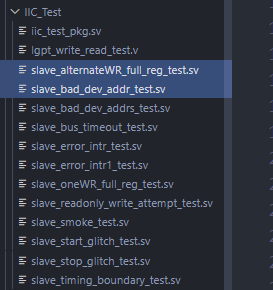 IIC_Test
iic_test_pkg.sv
lgpt_write_read_test.v
slave_alternateWR_full_reg_test.sv
slave_bad_dev_addr_test.sv
slave_bad_dev_addrs_test.sv
slave_bus_timeout_test.sv
slave_error_intr_test.sv
slave_error_intr1_test.sv
slave_oneWR_full_reg_test.sv
slave_readonly_write_attempt_test.sv
slave_smoke_test.sv
slave_start_glitch_test.sv
slave_stop_glitch_test.sv
slave_timing_boundary_test.sv